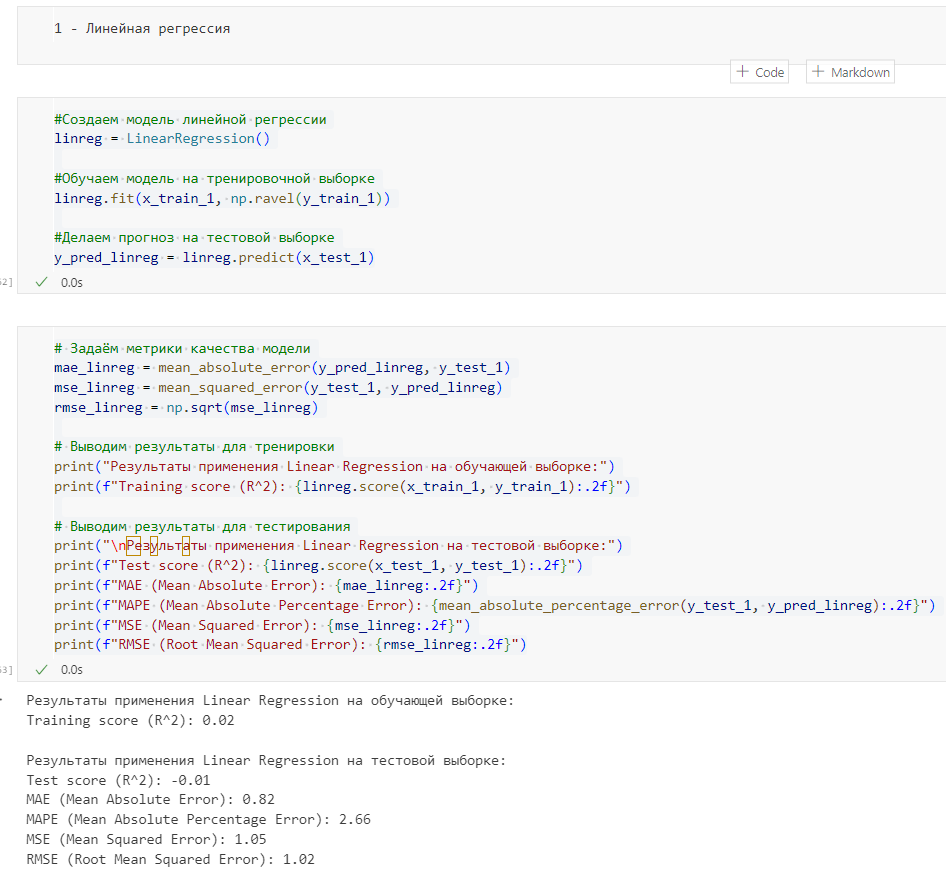 1 - Линейная регрессия
+ Code + Markdown
#Создаем модель линейной регрессии
linreg = LinearRegression()
#Обучаем модель на тренировочной выборке
linreg.fit(x_train_1, np.ravel(y_train_1))
#Делаем прогноз на тестовой выборке
y_pred_linreg = linreg.predict(x_test_1)
2] ✓ 0.0s
# Задаём метрики качества модели
mae_linreg = mean_absolute_error(y_pred_linreg, y_test_1)
mse_linreg = mean_squared_error(y_test_1, y_pred_linreg)
rmse_linreg = np.sqrt(mse_linreg)
# Выводим результаты для тренировки
print("Результаты применения Linear Regression на обучающей выборке:")
print(f"Training score (R^2): {linreg.score(x_train_1, y_train_1):.2f}")
# Выводим результаты для тестирования
print("\nРезультаты применения Linear Regression на тестовой выборке:")
print(f"Test score (R^2): {linreg.score(x_test_1, y_test_1):.2f}")
print(f"MAE (Mean Absolute Error): {mae_linreg:.2f}")
print(f"MAPE (Mean Absolute Percentage Error): {mean_absolute_percentage_error(y_test_1, y_pred_linreg):.2f}")
print(f"MSE (Mean Squared Error): {mse_linreg:.2f}")
print(f"RMSE (Root Mean Squared Error): {rmse_linreg:.2f}")
3] ✓ 0.0s
Результаты применения Linear Regression на обучающей выборке:
Training score (R^2): 0.02
Результаты применения Linear Regression на тестовой выборке:
Test score (R^2): -0.01
MAE (Mean Absolute Error): 0.82
MAPE (Mean Absolute Percentage Error): 2.66
MSE (Mean Squared Error): 1.05
RMSE (Root Mean Squared Error): 1.02